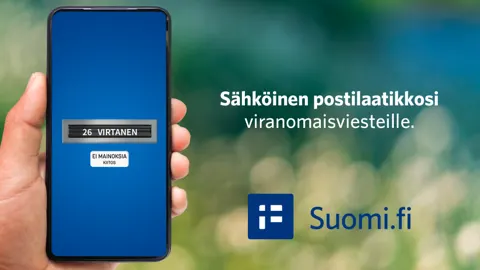 26 VIRTANEN
EI MAINOKSIA
KIITOS
Sähköinen postilaatikkosi
viranomaisviesteille.
Suomi.fi